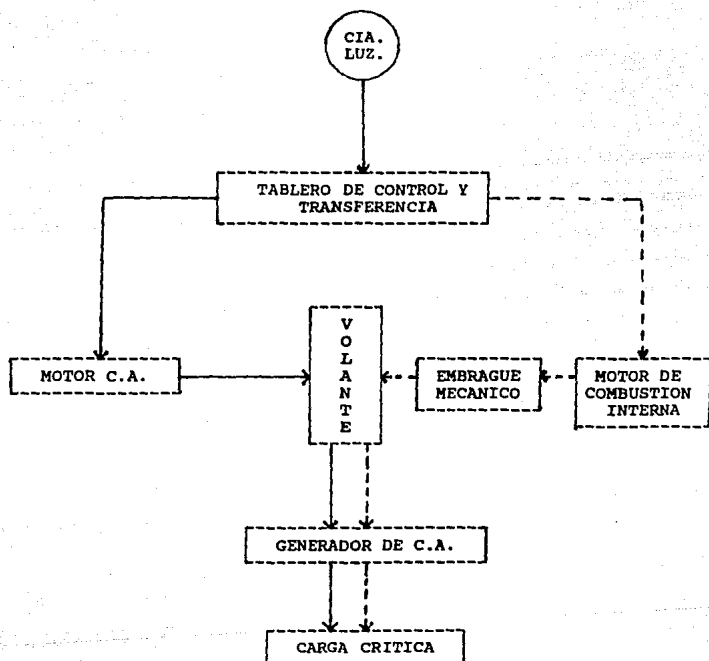 CIA.
LUZ.
TABLERO DE CONTROL Y
TRANSFERENCIA
V
O
L
A
N
T
E
MOTOR C.A.
EMBRAGUE
MECANICO
MOTOR DE
COMBUSTION
INTERNA
GENERADOR DE C.A.
CARGA CRITICA